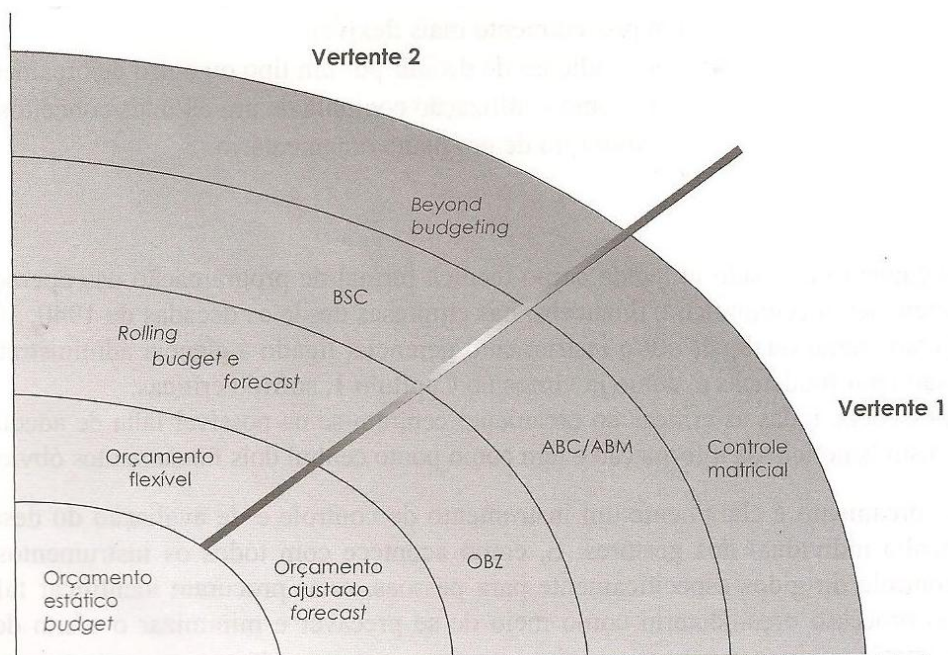 Vertente 2
Beyond
budgeting
BSC
Rolling
budget e
forecast
Vertente 1
ABC/ABM
Controle
matricial
Orçamento
flexível
Orçamento
ajustado
forecast
OBZ
Orçamento
estático
budget